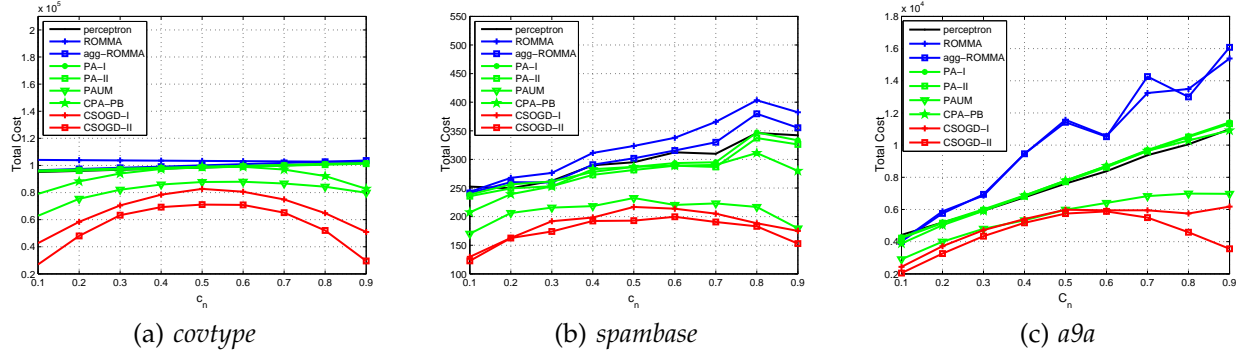 x 10^5
2
1.8
1.6
1.4
1.2
1
0.8
0.6
0.4
0.2
Total Cost
perceptron
ROMMA
agg−ROMMA
PA−I
PA−II
PAUM
CPA−PB
CSOGD−I
CSOGD−II
0.1 0.2 0.3 0.4 0.5 0.6 0.7 0.8 0.9
c_n
(a) covtype
550
500
450
400
350
300
250
200
150
100
Total Cost
perceptron
ROMMA
agg−ROMMA
PA−I
PA−II
PAUM
CPA−PB
CSOGD−I
CSOGD−II
0.1 0.2 0.3 0.4 0.5 0.6 0.7 0.8 0.9
c_n
(b) spambase
x 10^4
1.8
1.6
1.4
1.2
1
0.8
0.6
0.4
0.2
Total Cost
perceptron
ROMMA
agg−ROMMA
PA−I
PA−II
PAUM
CPA−PB
CSOGD−I
CSOGD−II
0.1 0.2 0.3 0.4 0.5 0.6 0.7 0.8 0.9
C_n
(c) a9a